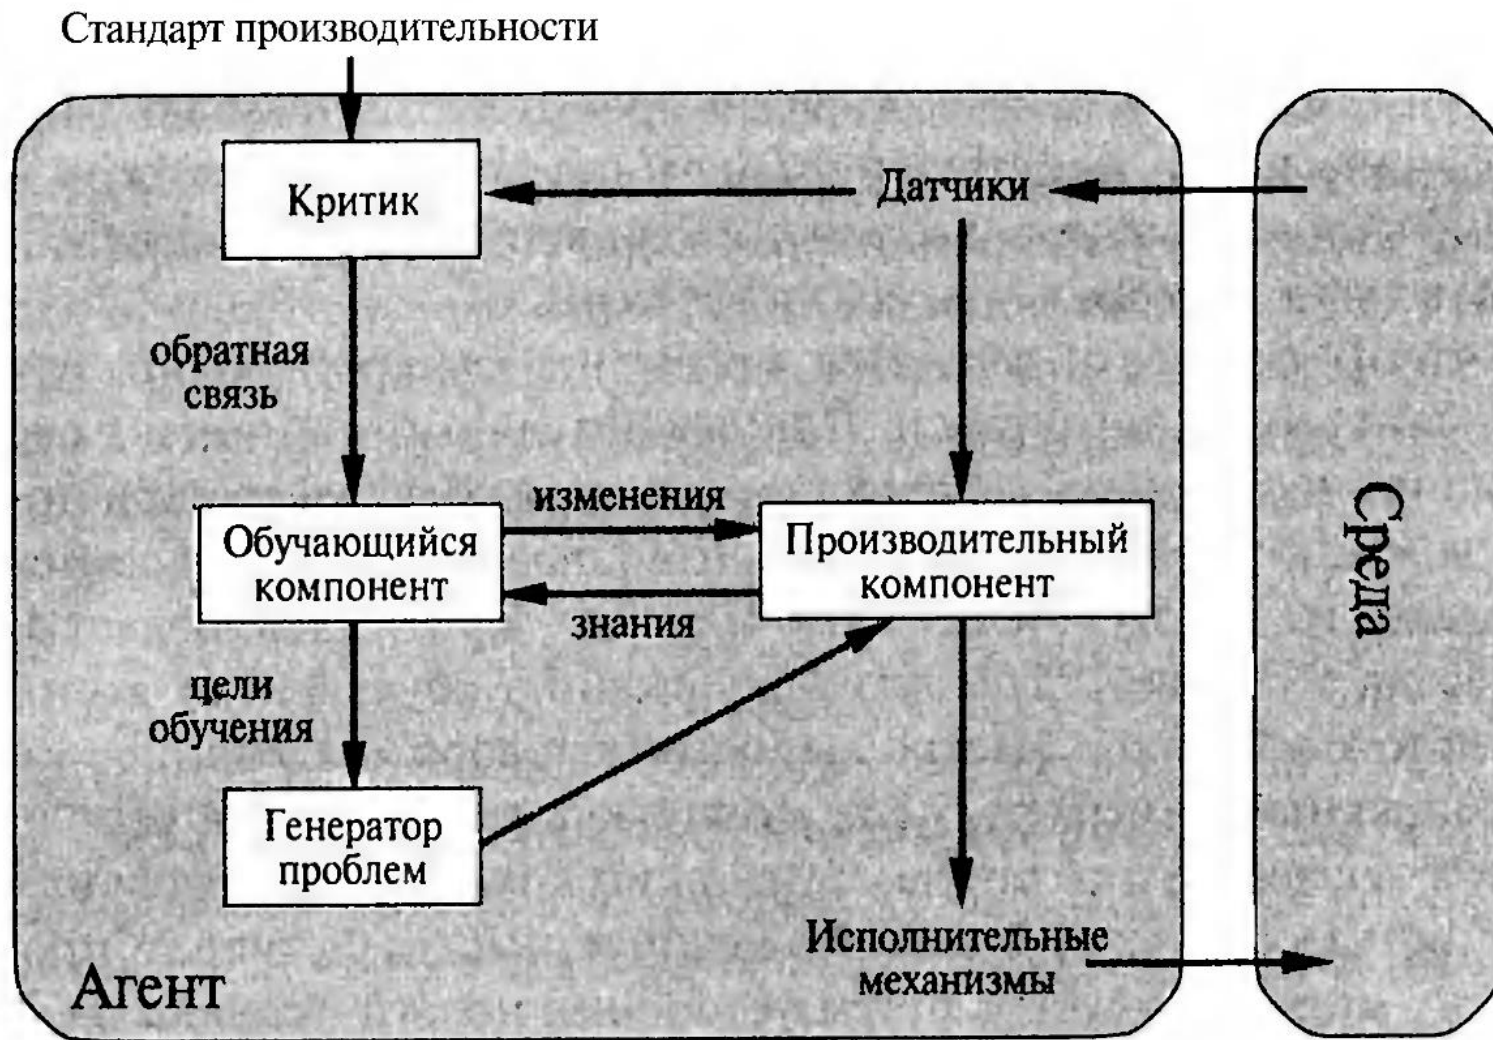 Стандарт производительности
Критик
Датчики
обратная
связь
изменения
Обучающийся
компонент
Производительный
компонент
знания
цели
обучения
Генератор
проблем
Исполнительные
механизмы
Агент
Среда